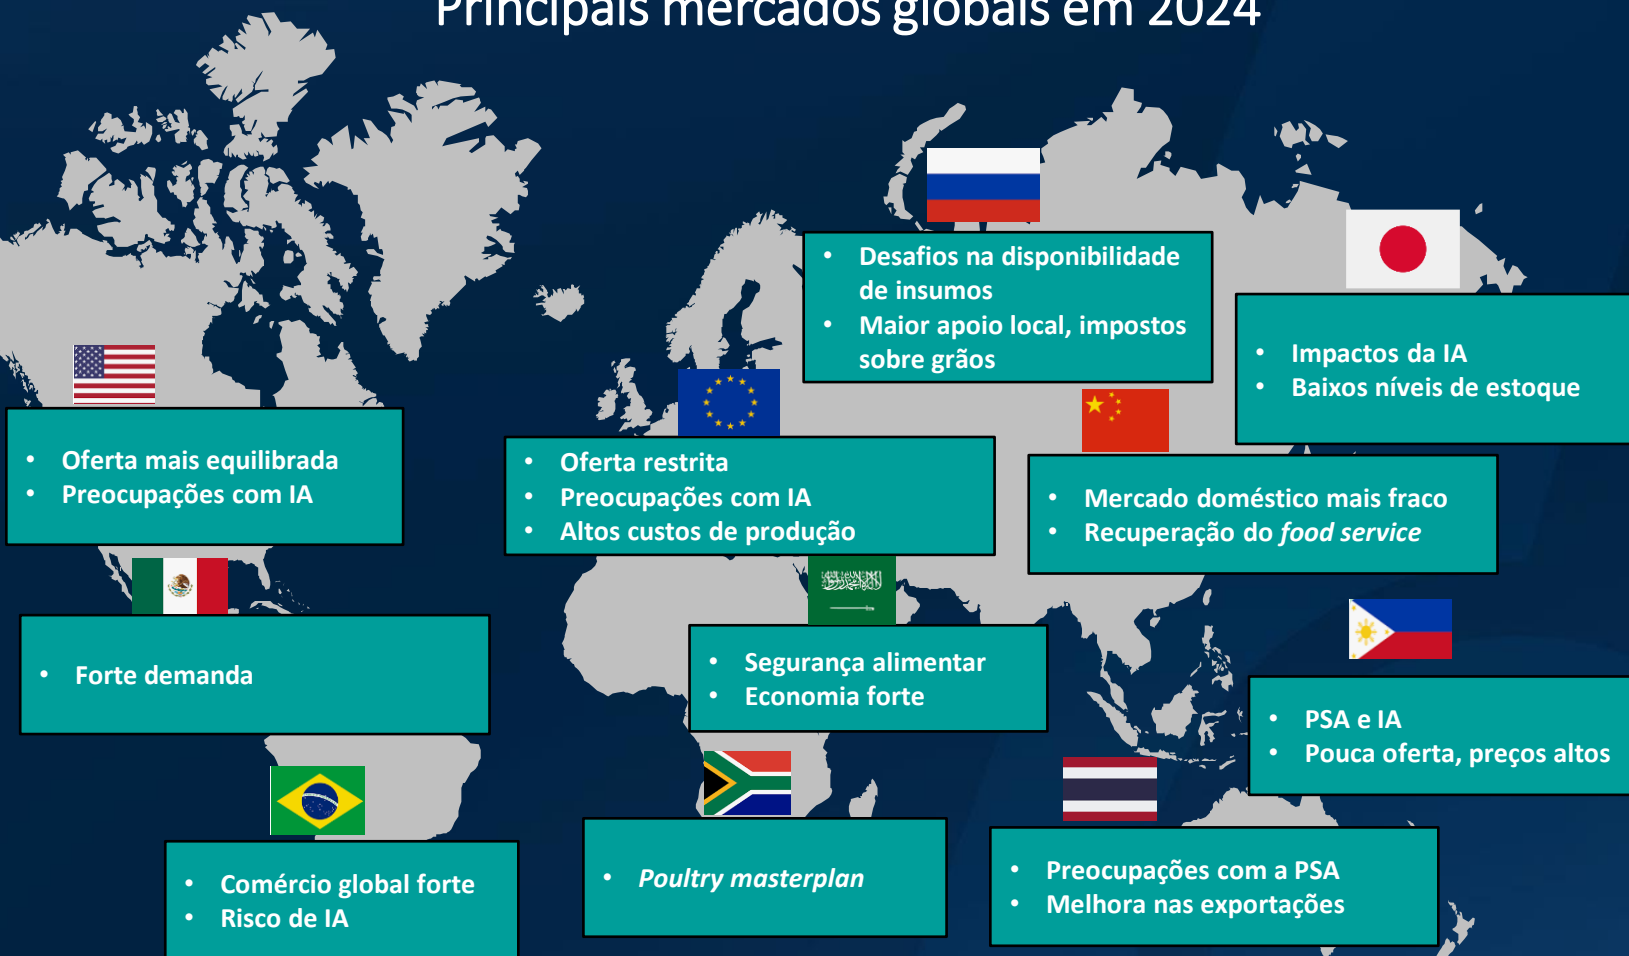 Principais mercados globais em 2024
• Desafios na disponibilidade
de insumos
• Maior apoio local, impostos
sobre grãos
• Impactos da IA
• Baixos níveis de estoque
• Oferta mais equilibrada
• Preocupações com IA
• Oferta restrita
• Preocupações com IA
• Altos custos de produção
• Mercado doméstico mais fraco
• Recuperação do food service
• Forte demanda
• Segurança alimentar
• Economia forte
• PSA e IA
• Pouca oferta, preços altos
• Comércio global forte
• Risco de IA
• Poultry masterplan
• Preocupações com a PSA
• Melhora nas exportações